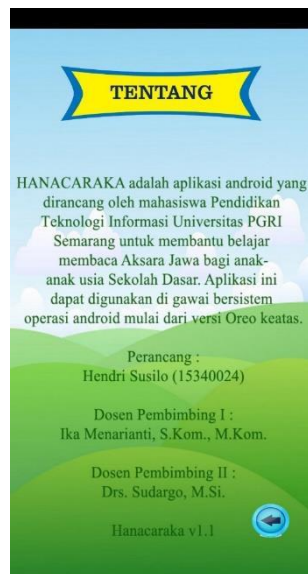 TENTANG
HANACARAKA adalah aplikasi android yang
dirancang oleh mahasiswa Pendidikan
Teknologi Informasi Universitas PGRI
Semarang untuk membantu belajar
membaca Aksara Jawa bagi anak-
anak usia Sekolah Dasar. Aplikasi ini
dapat digunakan di gawai bersistem
operasi android mulai dari versi Oreo keatas.
Perancang :
Hendri Susilo (15340024)
Dosen Pembimbing I :
Ika Menarianti, S.Kom., M.Kom.
Dosen Pembimbing II :
Drs. Sudargo, M.Si.
Hanacaraka v1.1